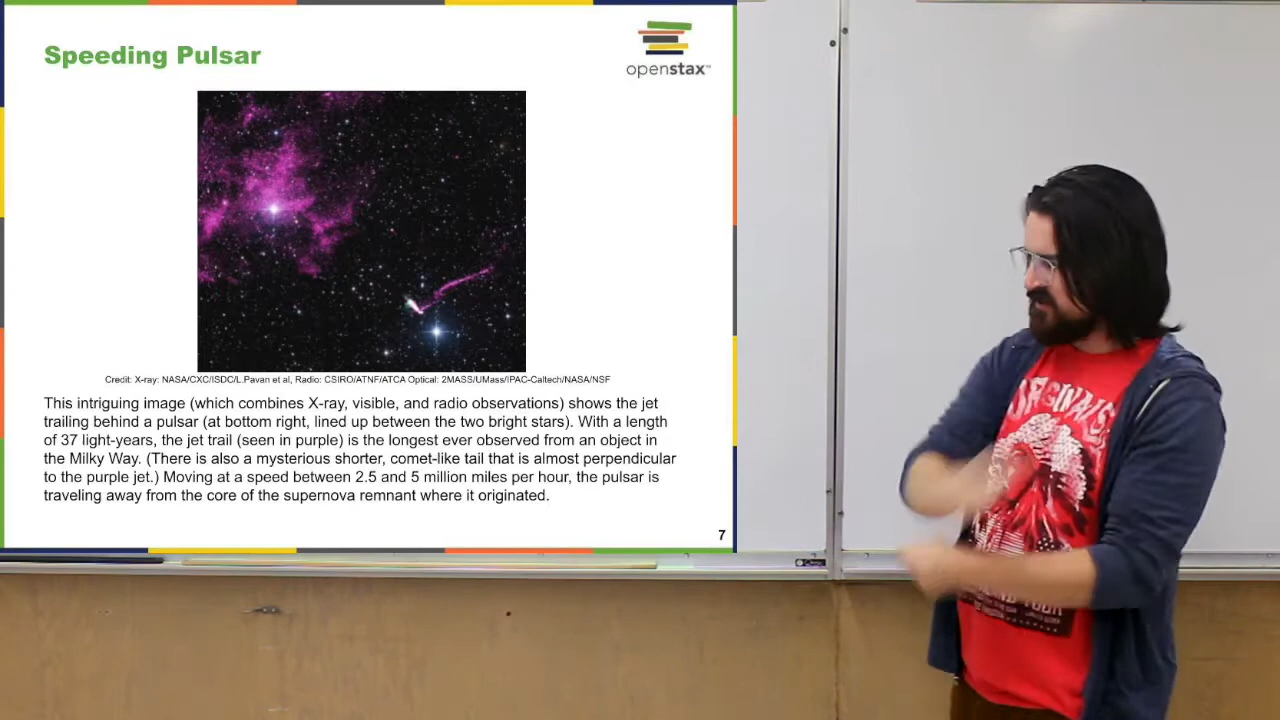 Speeding Pulsar
openstax™
Credit: X-ray: NASA/CXC/ISDC/L.Pavan et al, Radio: CSIRO/ATNF/ATCA Optical: 2MASS/UMass/IPAC-Caltech/NASA/NSF
This intriguing image (which combines X-ray, visible, and radio observations) shows the jet
trailing behind a pulsar (at bottom right, lined up between the two bright stars). With a length
of 37 light-years, the jet trail (seen in purple) is the longest ever observed from an object in
the Milky Way. (There is also a mysterious shorter, comet-like tail that is almost perpendicular
to the purple jet.) Moving at a speed between 2.5 and 5 million miles per hour, the pulsar is
traveling away from the core of the supernova remnant where it originated.
7